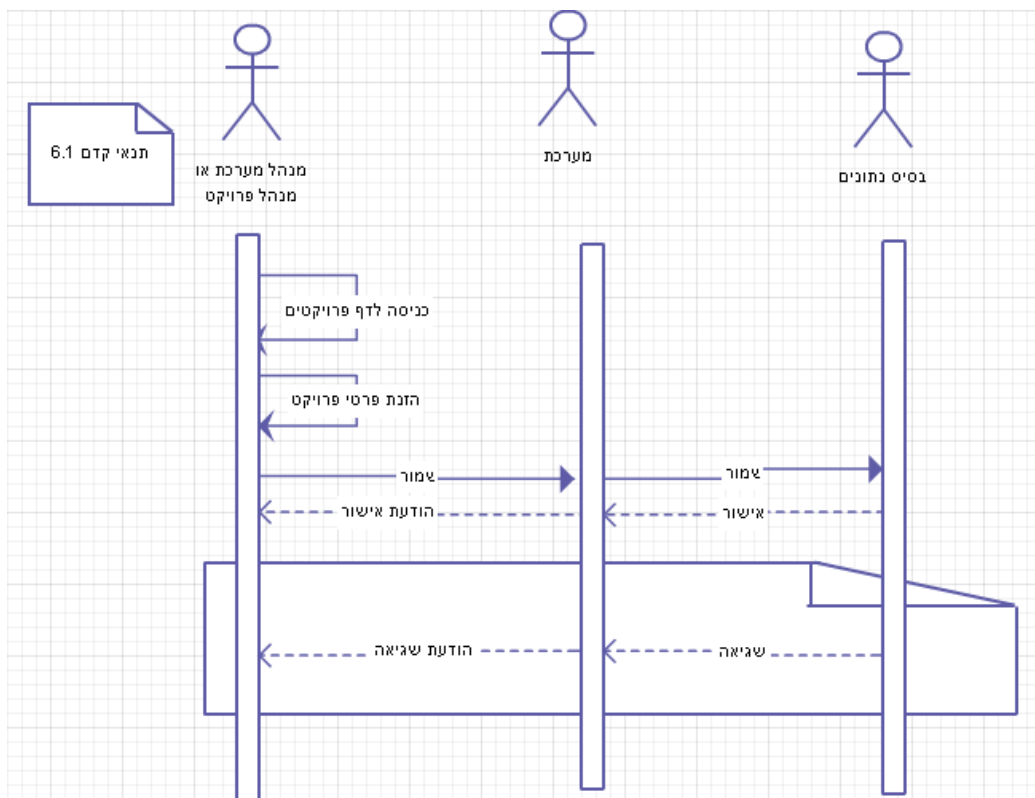 תנאי קדם 6.1
מנהל מערכת או
מנהל פרויקט
מערכת
בסיס נתונים
כניסה לדף פרויקטים
הזנת פרטי פרויקט
שמור
שמור
הודעת אישור
אישור
הודעת שגיאה
שגיאה